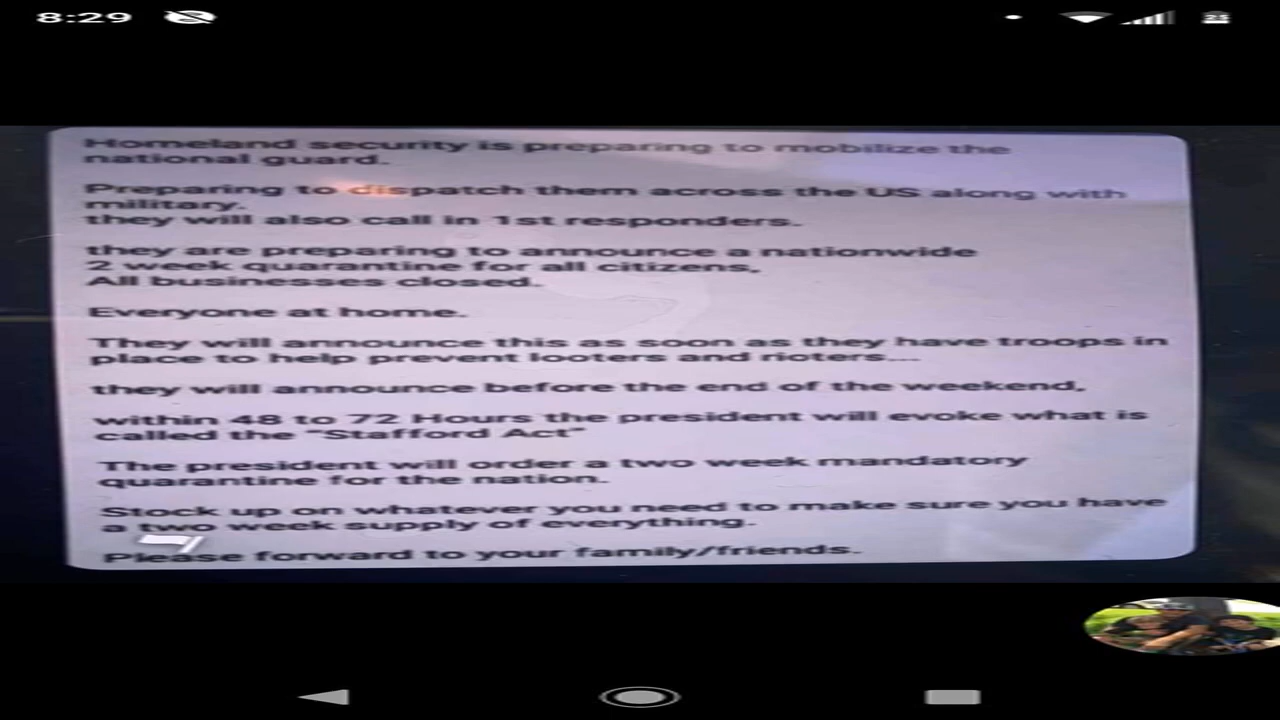 8:29
Homeland security is preparing to mobilize the
national guard.
Preparing to dispatch them across the US along with
military.
they will also call in 1st responders.
they are preparing to announce a nationwide
2 week quarantine for all citizens.
All businesses closed.
Everyone at home.
They will announce this as soon as they have troops in
place to help prevent looters and rioters...
they will announce before the end of the weekend,
within 48 to 72 Hours the president will evoke what is
called the "Stafford Act"
The president will order a two week mandatory
quarantine for the nation.
Stock up on whatever you need to make sure you have
a two week supply of everything.
Please forward to your family/friends.